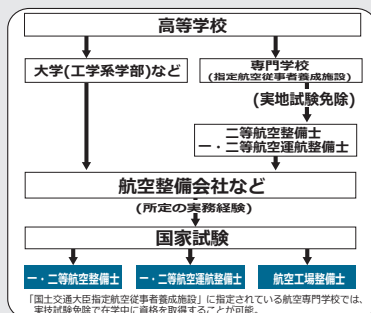 高等学校
大学(工学系学部)など
専門学校
(指定航空従事者養成施設)
(実地試験免除)
二等航空整備士
一・二等航空運航整備士
航空整備会社など
(所定の実務経験)
国家試験
一・二等航空整備士
一・二等航空運航整備士
航空工場整備士
「国土交通大臣指定航空従事者養成施設」に指定されている航空専門学校では、
実技試験免除で在学中に資格を取得することが可能。